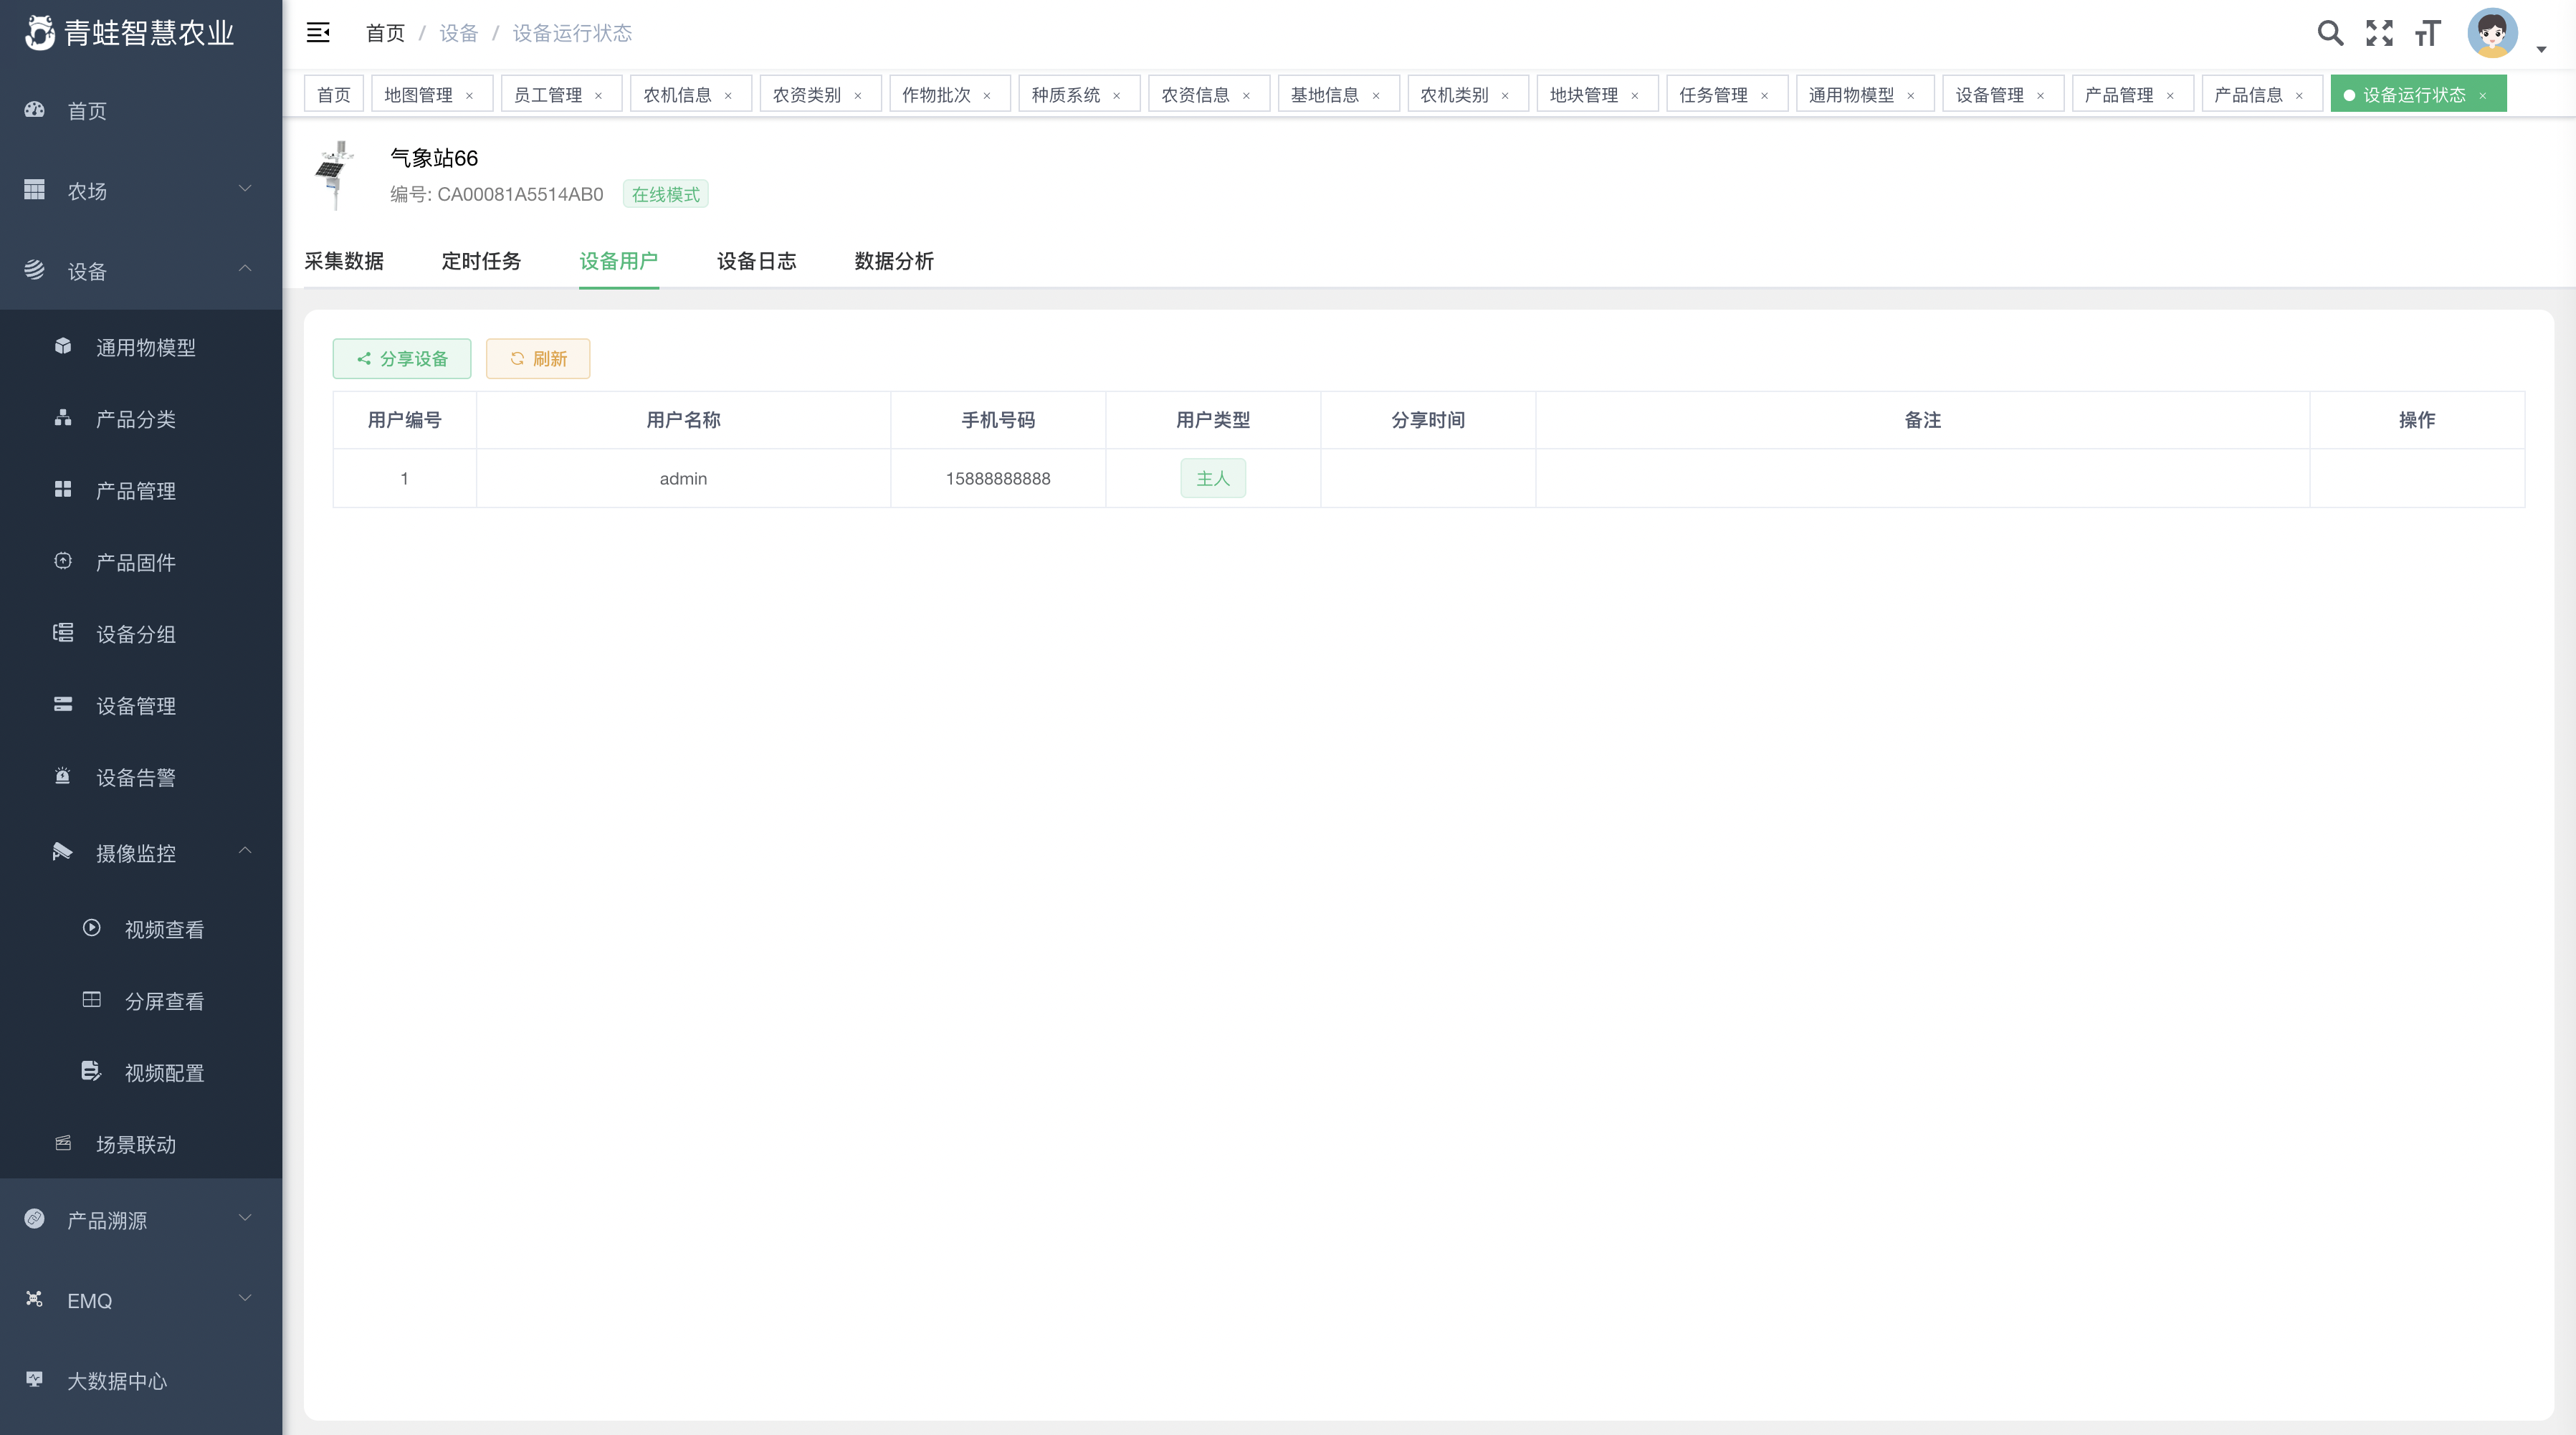 青蛙智慧农业
首页
农场
设备
通用物模型
产品分类
产品管理
产品固件
设备分组
设备管理
设备告警
摄像监控
视频查看
分屏查看
视频配置
场景联动
产品溯源
EMQ
大数据中心
首页 / 设备 / 设备运行状态
首页 地图管理 × 员工管理 × 农机信息 × 农资类别 × 作物批次 × 种质系统 × 农资信息 × 基地信息 × 农机类别 × 地块管理 × 任务管理 × 通用物模型 × 设备管理 × 产品管理 × 产品信息 × 设备运行状态 ×
气象站66
编号: CA00081A5514AB0 在线模式
采集数据 定时任务 设备用户 设备日志 数据分析
分享设备 刷新
用户编号 用户名称 手机号码 用户类型 分享时间 备注 操作
1 admin 15888888888 主人